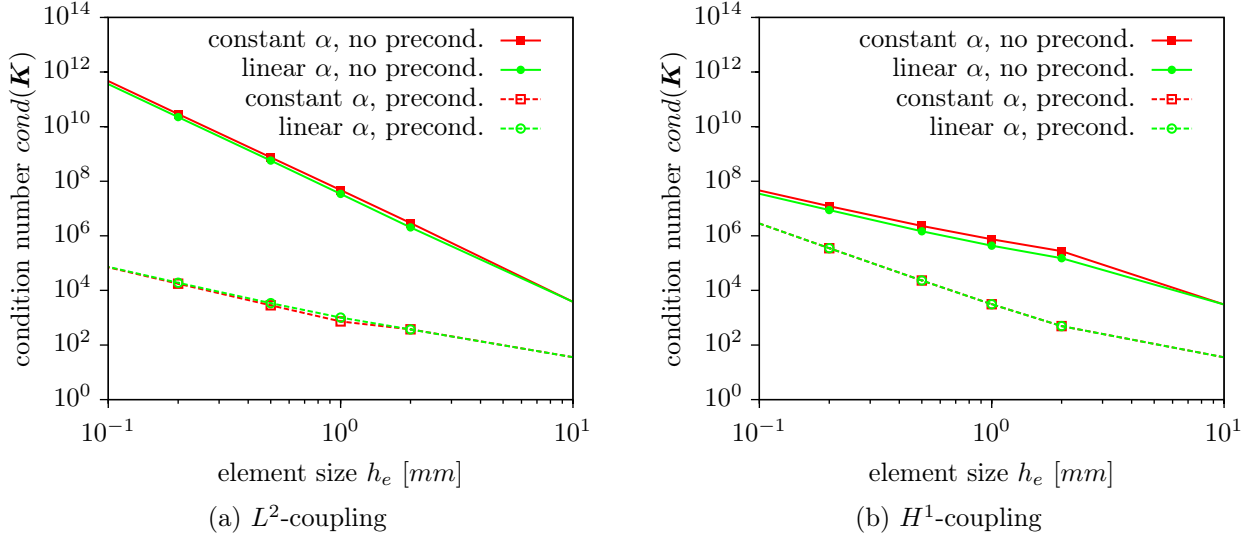 constant α, no precond.
linear α, no precond.
constant α, precond.
linear α, precond.
condition number cond(K)
10^14
10^12
10^10
10^8
10^6
10^4
10^2
10^0
10^−1
10^0
10^1
element size h_e [mm]
(a) L^2-coupling
constant α, no precond.
linear α, no precond.
constant α, precond.
linear α, precond.
condition number cond(K)
10^14
10^12
10^10
10^8
10^6
10^4
10^2
10^0
10^−1
10^0
10^1
element size h_e [mm]
(b) H^1-coupling